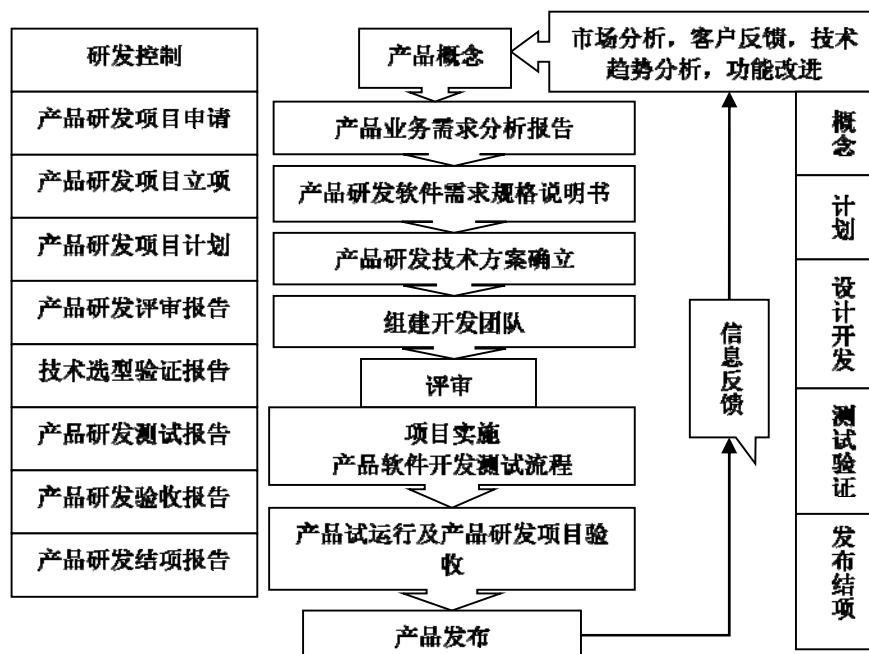 研发控制
产品研发项目申请
产品研发项目立项
产品研发项目计划
产品研发评审报告
技术选型验证报告
产品研发测试报告
产品研发验收报告
产品研发结项报告
产品概念
产品业务需求分析报告
产品研发软件需求规格说明书
产品研发技术方案确立
组建开发团队
评审
项目实施
产品软件开发测试流程
产品试运行及产品研发项目验
收
产品发布
市场分析，客户反馈，技术
趋势分析，功能改进
信息反馈
概念
计划
设计开发
测试验证
发布结项